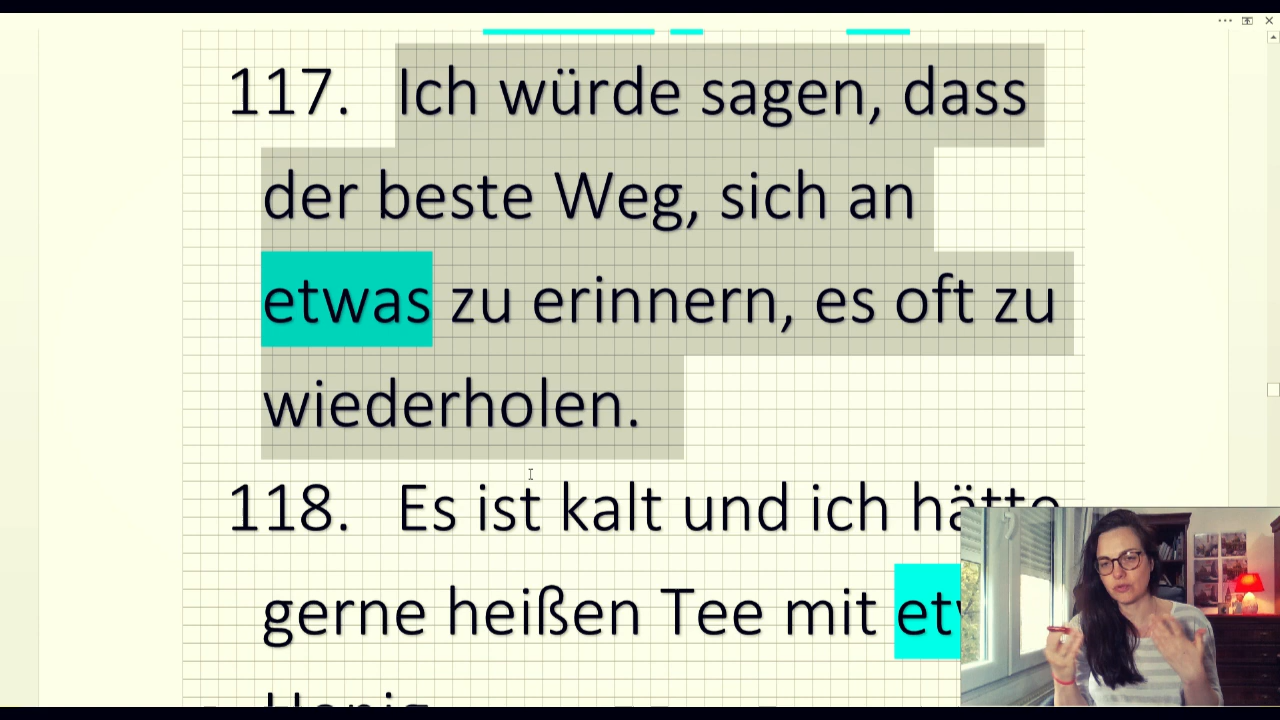 117. Ich würde sagen, dass
der beste Weg, sich an
etwas zu erinnern, es oft zu
wiederholen.
118. Es ist kalt und ich hätte
gerne heißen Tee mit